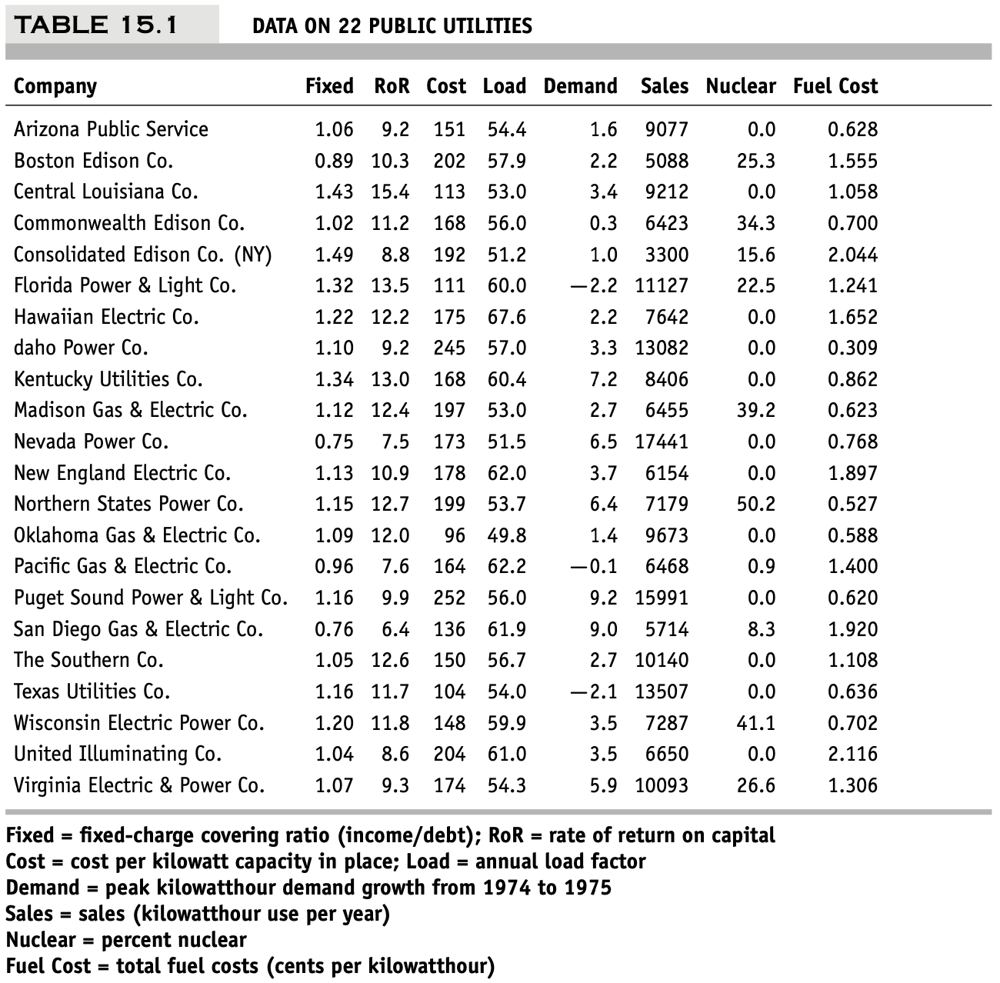 TABLE 15.1 DATA ON 22 PUBLIC UTILITIES
Company Fixed RoR Cost Load Demand Sales Nuclear Fuel Cost
Arizona Public Service 1.06 9.2 151 54.4 1.6 9077 0.0 0.628
Boston Edison Co. 0.89 10.3 202 57.9 2.2 5088 25.3 1.555
Central Louisiana Co. 1.43 15.4 113 53.0 3.4 9212 0.0 1.058
Commonwealth Edison Co. 1.02 11.2 168 56.0 0.3 6423 34.3 0.700
Consolidated Edison Co. (NY) 1.49 8.8 192 51.2 1.0 3300 15.6 2.044
Florida Power & Light Co. 1.32 13.5 111 60.0 —2.2 11127 22.5 1.241
Hawaiian Electric Co. 1.22 12.2 175 67.6 2.2 7642 0.0 1.652
daho Power Co. 1.10 9.2 245 57.0 3.3 13082 0.0 0.309
Kentucky Utilities Co. 1.34 13.0 168 60.4 7.2 8406 0.0 0.862
Madison Gas & Electric Co. 1.12 12.4 197 53.0 2.7 6455 39.2 0.623
Nevada Power Co. 0.75 7.5 173 51.5 6.5 17441 0.0 0.768
New England Electric Co. 1.13 10.9 178 62.0 3.7 6154 0.0 1.897
Northern States Power Co. 1.15 12.7 199 53.7 6.4 7179 50.2 0.527
Oklahoma Gas & Electric Co. 1.09 12.0 96 49.8 1.4 9673 0.0 0.588
Pacific Gas & Electric Co. 0.96 7.6 164 62.2 —0.1 6468 0.9 1.400
Puget Sound Power & Light Co. 1.16 9.9 252 56.0 9.2 15991 0.0 0.620
San Diego Gas & Electric Co. 0.76 6.4 136 61.9 9.0 5714 8.3 1.920
The Southern Co. 1.05 12.6 150 56.7 2.7 10140 0.0 1.108
Texas Utilities Co. 1.16 11.7 104 54.0 —2.1 13507 0.0 0.636
Wisconsin Electric Power Co. 1.20 11.8 148 59.9 3.5 7287 41.1 0.702
United Illuminating Co. 1.04 8.6 204 61.0 3.5 6650 0.0 2.116
Virginia Electric & Power Co. 1.07 9.3 174 54.3 5.9 10093 26.6 1.306
Fixed = fixed-charge covering ratio (income/debt); RoR = rate of return on capital
Cost = cost per kilowatt capacity in place; Load = annual load factor
Demand = peak kilowatthour demand growth from 1974 to 1975
Sales = sales (kilowatthour use per year)
Nuclear = percent nuclear
Fuel Cost = total fuel costs (cents per kilowatthour)